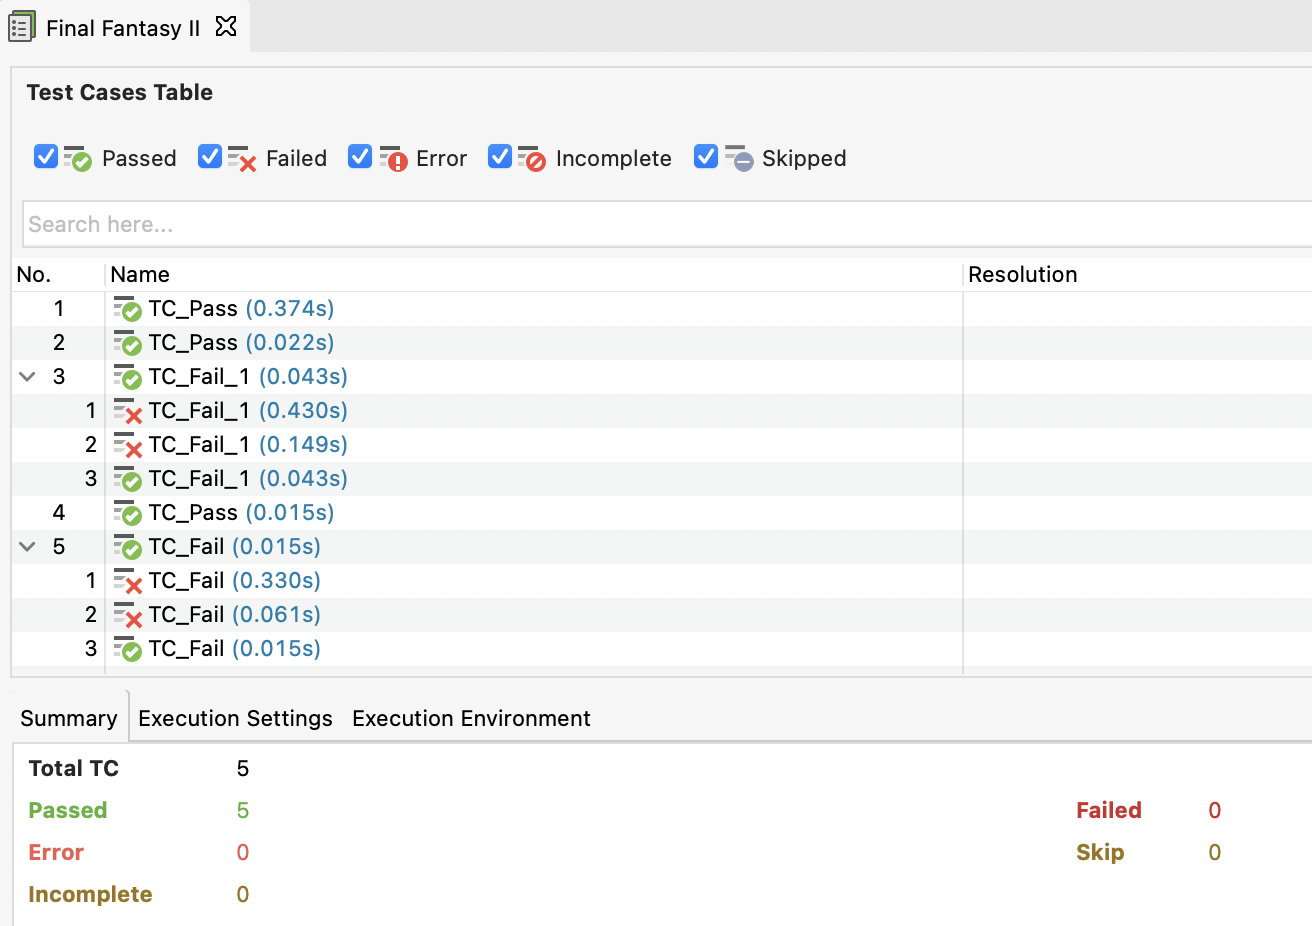 Final Fantasy II
Test Cases Table
Passed Failed Error Incomplete Skipped
Search here...
No. Name Resolution
1 TC_Pass (0.374s)
2 TC_Pass (0.022s)
3 TC_Fail_1 (0.043s)
1 TC_Fail_1 (0.430s)
2 TC_Fail_1 (0.149s)
3 TC_Fail_1 (0.043s)
4 TC_Pass (0.015s)
5 TC_Fail (0.015s)
1 TC_Fail (0.330s)
2 TC_Fail (0.061s)
3 TC_Fail (0.015s)
Summary Execution Settings Execution Environment
Total TC 5
Passed 5 Failed 0
Error 0 Skip 0
Incomplete 0